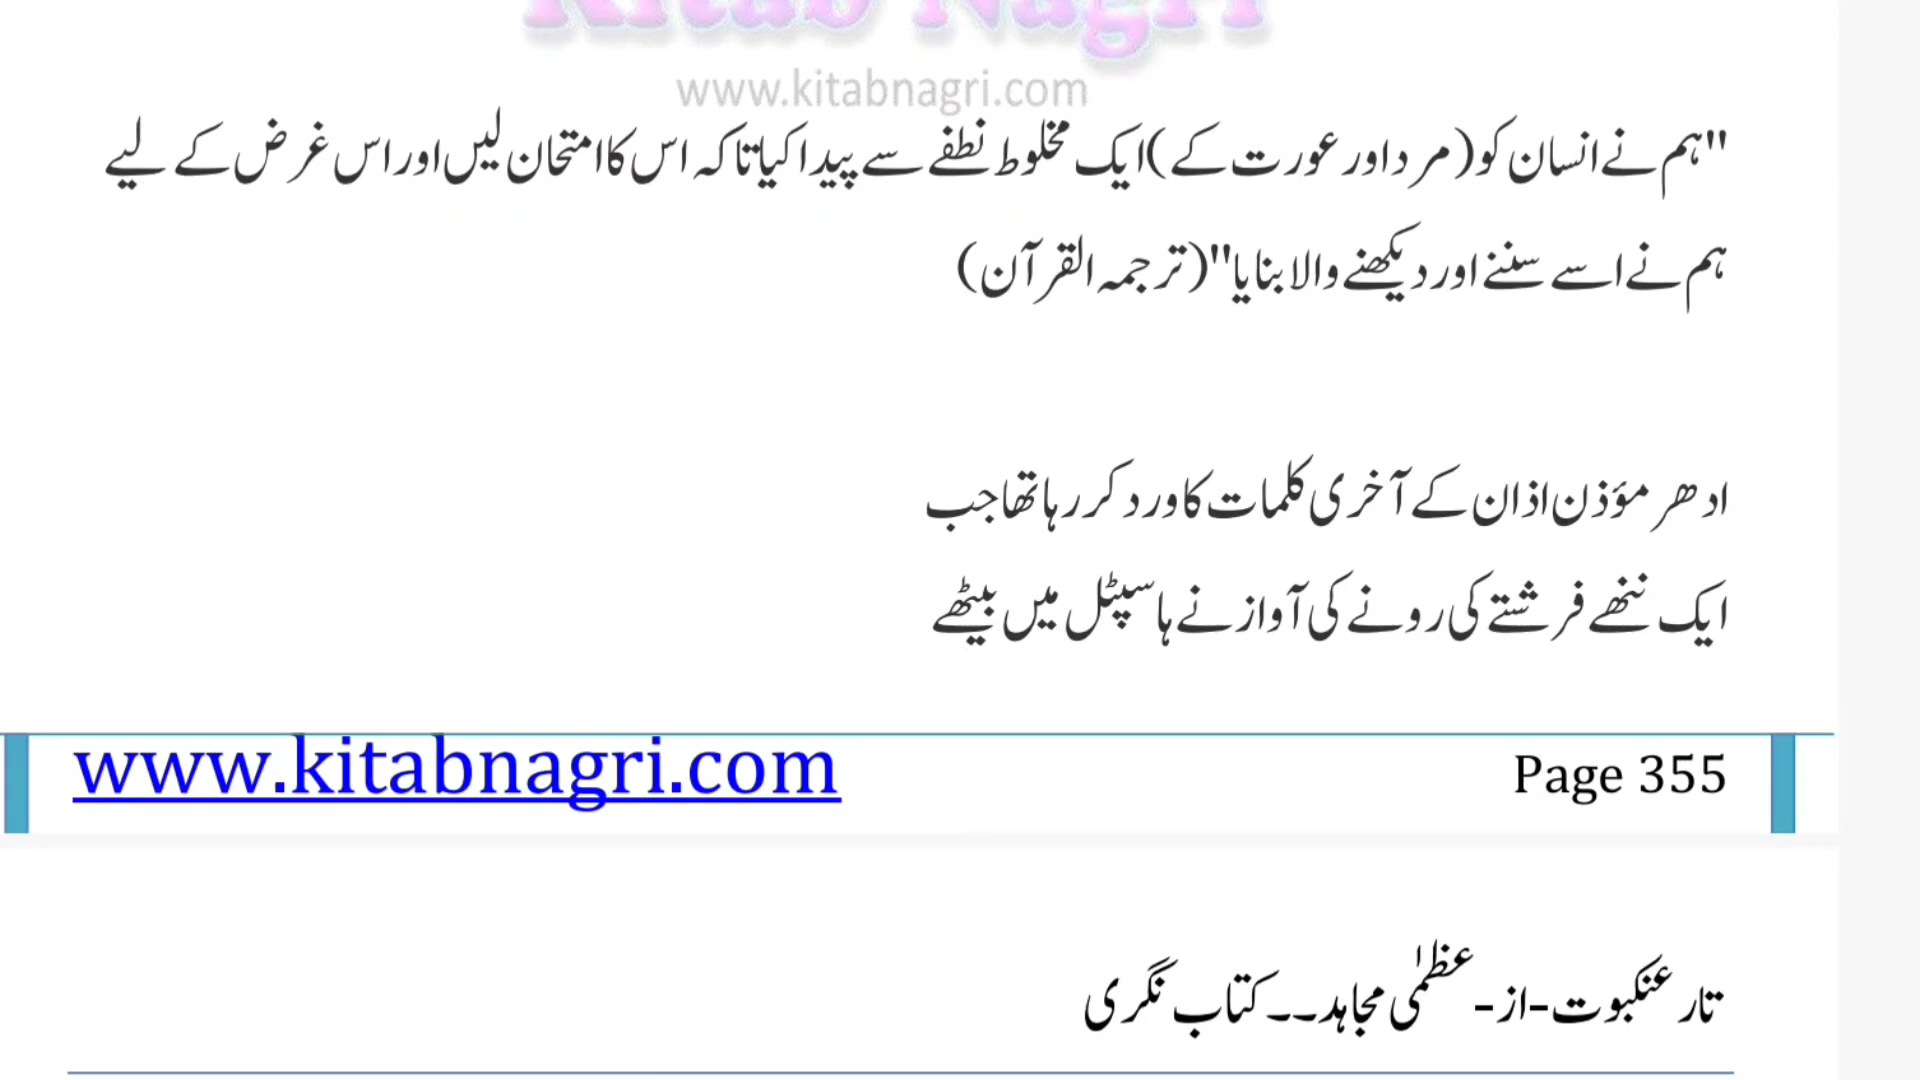 Kitab Nagri
www.kitabnagri.com
"ہم نے انسان کو (مرد اور عورت کے) ایک مخلوط نطفے سے پیدا کیا تاکہ اس کا امتحان لیں اور اس غرض کے لیے
ہم نے اسے سننے اور دیکھنے والا بنایا" (ترجمہ القرآن)
ادھر مؤذن اذان کے آخری کلمات کا ورد کر رہا تھا جب
ایک ننھے فرشتے کی رونے کی آواز نے ہاسپٹل میں بیٹھے
www.kitabnagri.com
Page 355
تار عنکبوت-از-عظمٰی مجاہد۔۔کتاب نگری